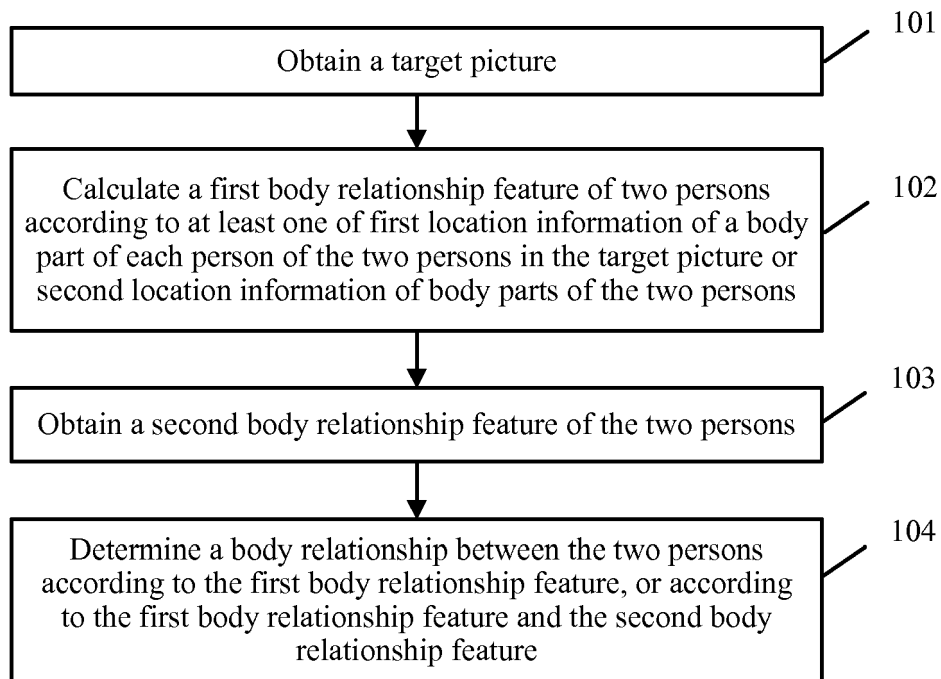 101
Obtain a target picture
102
Calculate a first body relationship feature of two persons
according to at least one of first location information of a body
part of each person of the two persons in the target picture or
second location information of body parts of the two persons
103
Obtain a second body relationship feature of the two persons
104
Determine a body relationship between the two persons
according to the first body relationship feature, or according
to the first body relationship feature and the second body
relationship feature